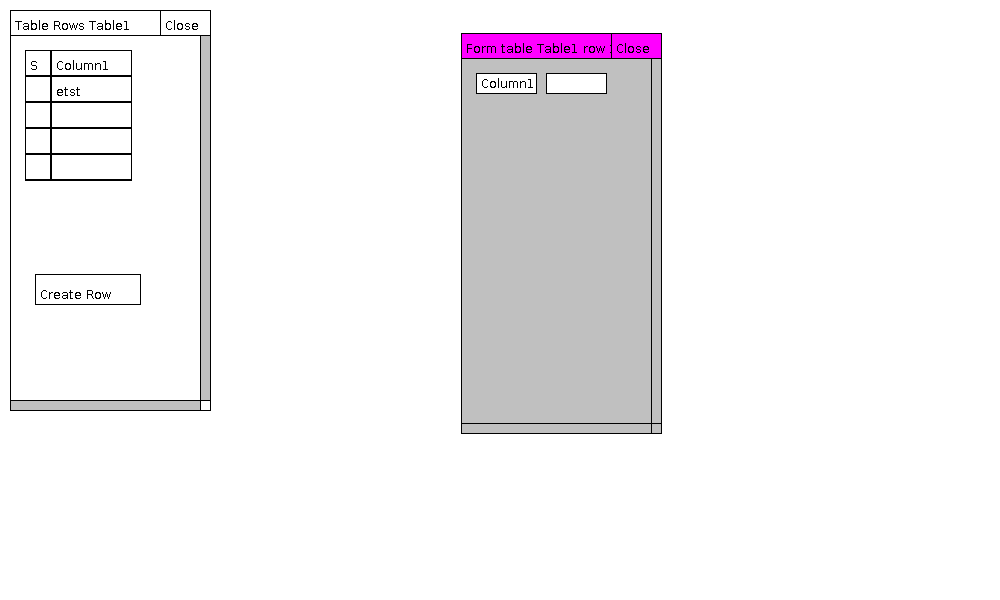 Table Rows Table1
Close
S
Column1
etst
Create Row
Form table Table1 row
Close
Column1